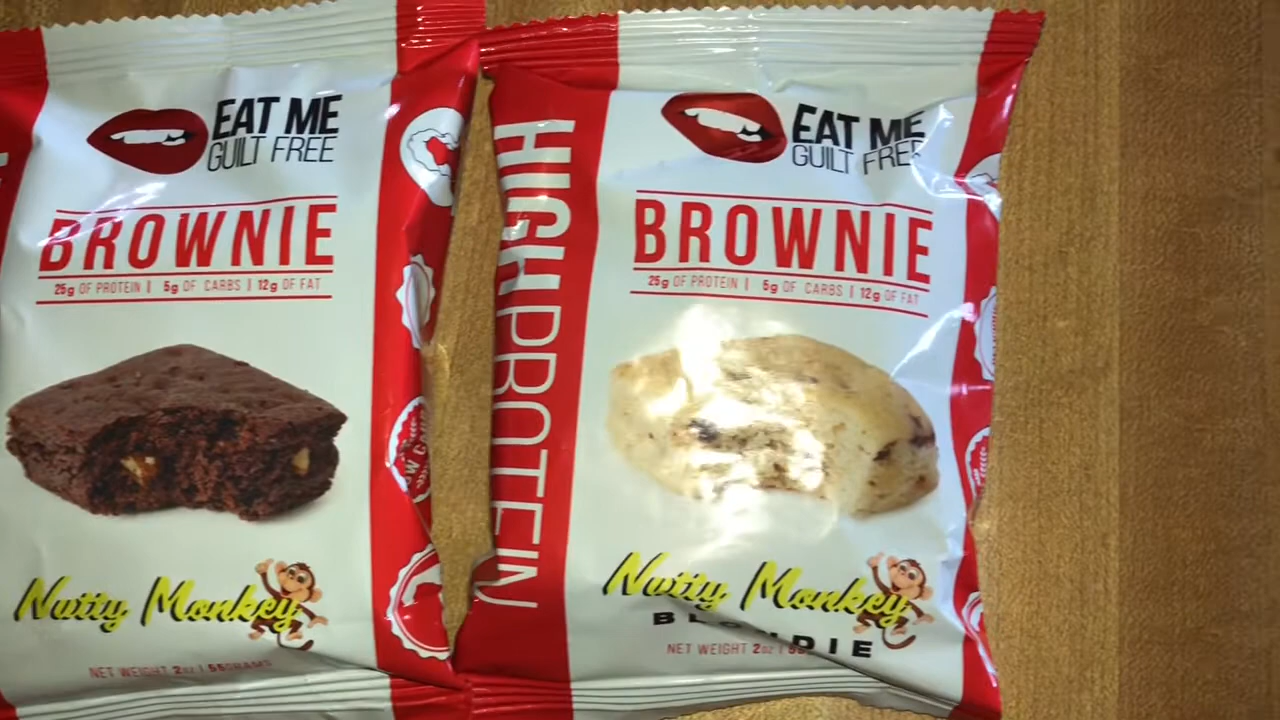 EAT ME
GUILT FREE
BROWNIE
25g OF PROTEIN | 5g OF CARBS | 12g OF FAT
Nutty Monkey
NET WEIGHT 2oz | 56GRAMS
HIGH PROTEIN
EAT ME
GUILT FREE
BROWNIE
25g OF PROTEIN | 5g OF CARBS | 12g OF FAT
Nutty Monkey
BLONDIE
NET WEIGHT 2oz |